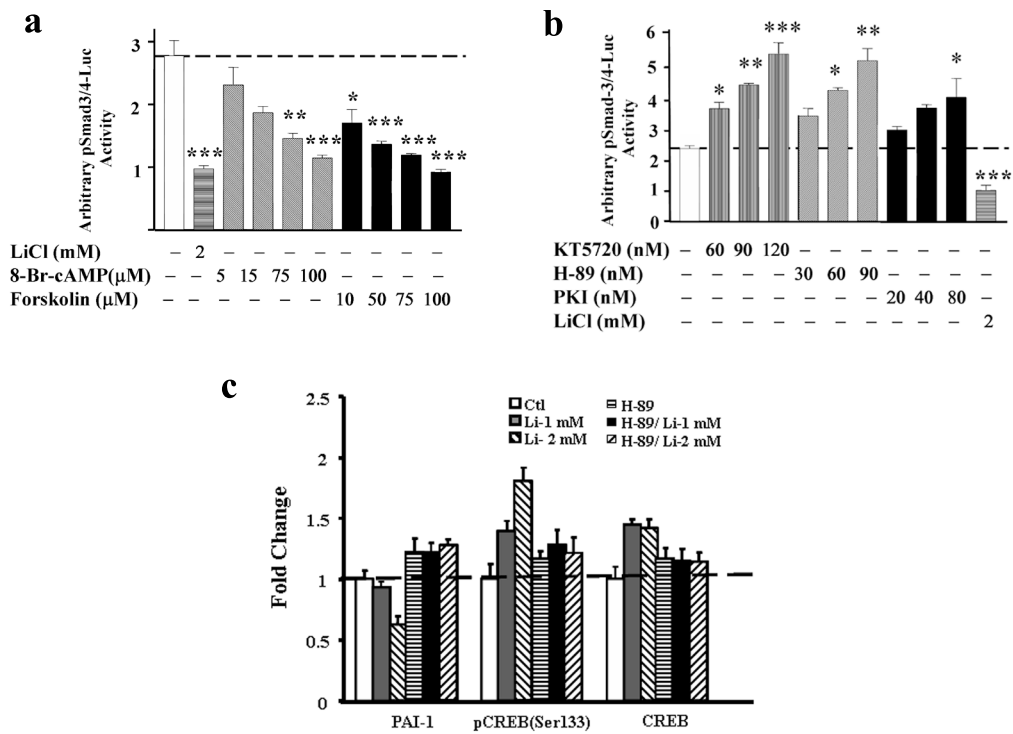 a
Arbitrary pSmad3/4-Luc
Activity
3
2
1
*** ** *** * *** *** ***
LiCl (mM) – 2 – – – – – – – –
8-Br-cAMP(µM) – – 5 15 75 100 – – – –
Forskolin (µM) – – – – – – 10 50 75 100
b
Arbitrary pSmad-3/4-Luc
Activity
6
5
4
3
2
1
0
* ** *** * ** * ***
KT5720 (nM) – 60 90 120 – – – – – – –
H-89 (nM) – – – – 30 60 90 – – – –
PKI (nM) – – – – – – – 20 40 80 –
LiCl (mM) – – – – – – – – – – 2
c
Fold Change
2.5
2
1.5
1
0.5
0
Ctl
Li-1 mM
Li- 2 mM
H-89
H-89/ Li-1 mM
H-89/ Li-2 mM
PAI-1 pCREB(Ser133) CREB